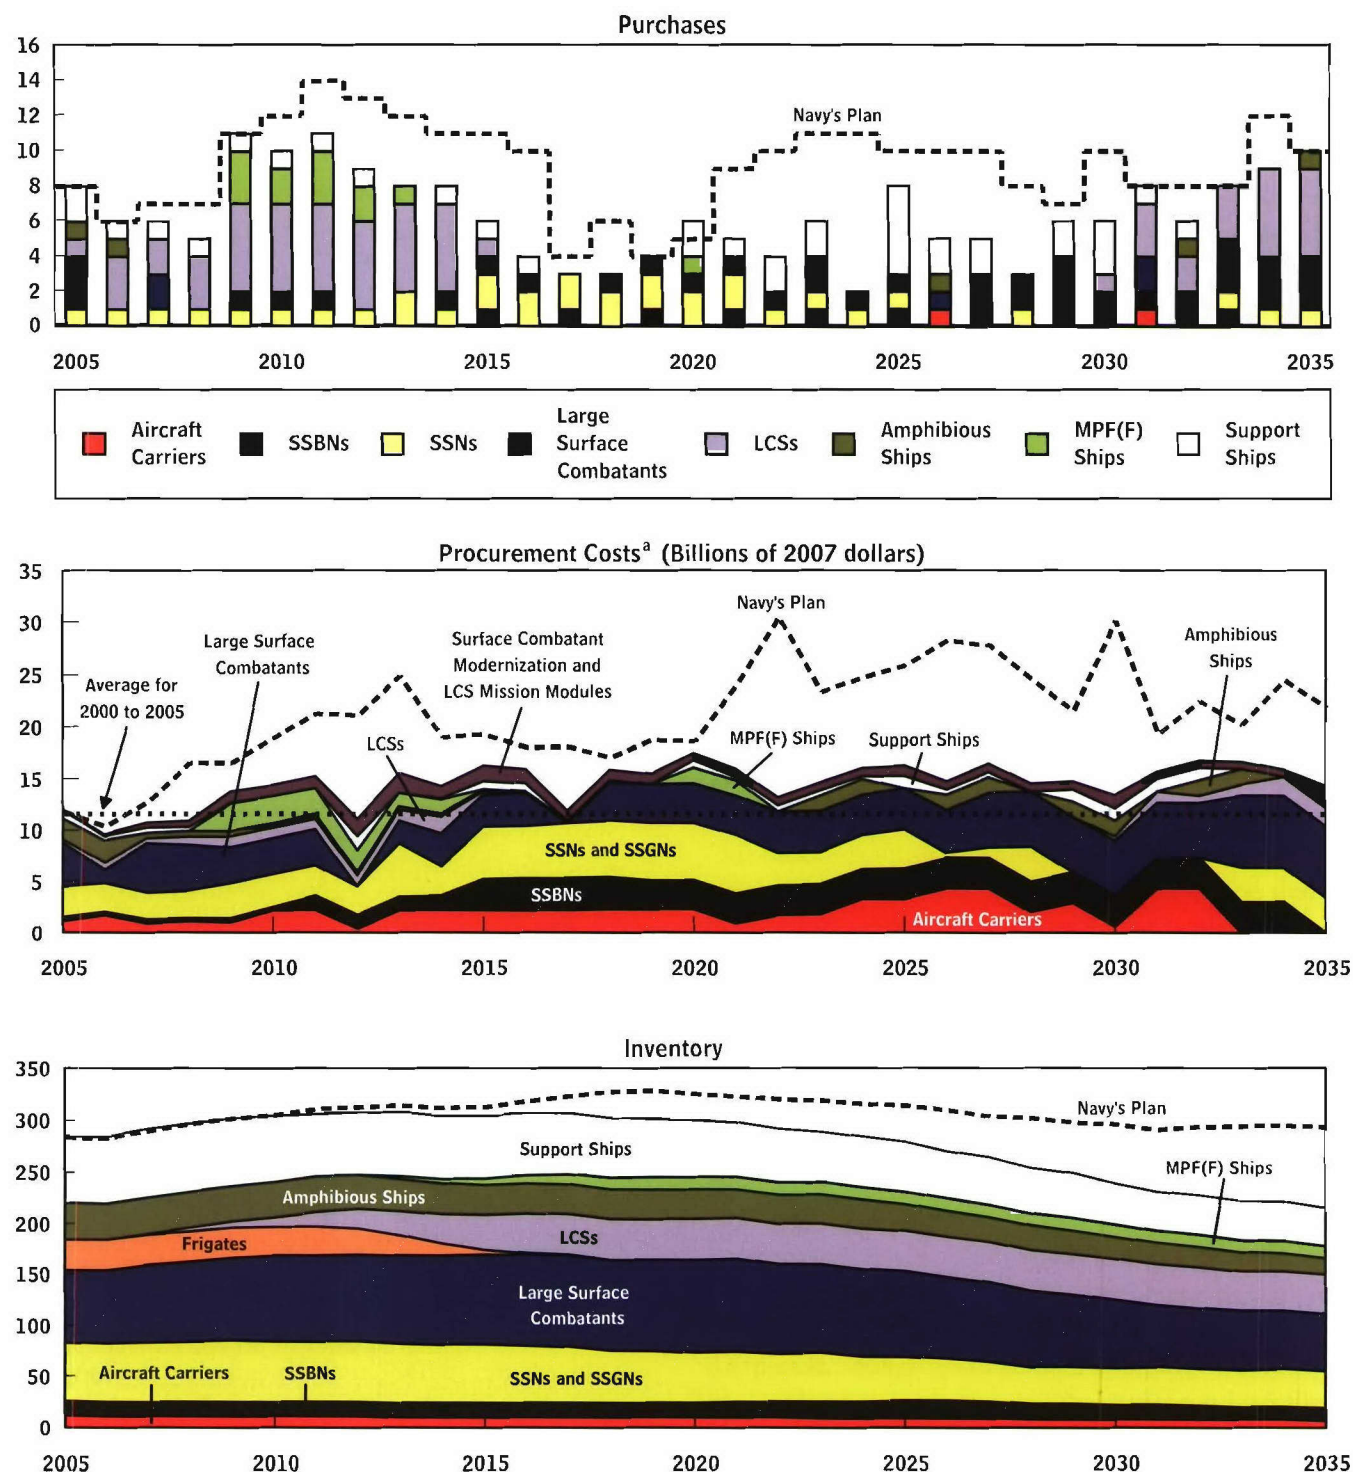 Purchases
16
14
12
10
8
6
4
2
0
Navy's Plan
2005 2010 2015 2020 2025 2030 2035
Aircraft
Carriers
SSBNs
SSNs
Large
Surface
Combatants
LCSs
Amphibious
Ships
MPF(F)
Ships
Support
Ships
Procurement Costsa (Billions of 2007 dollars)
35
30
25
20
15
10
5
0
Average for
2000 to 2005
Large Surface
Combatants
LCSs
Surface Combatant
Modernization and
LCS Mission Modules
Navy's Plan
MPF(F) Ships
Support Ships
Amphibious
Ships
SSNs and SSGNs
SSBNs
Aircraft Carriers
2005 2010 2015 2020 2025 2030 2035
Inventory
350
300
250
200
150
100
50
0
Navy's Plan
Support Ships
MPF(F) Ships
Amphibious Ships
Frigates
LCSs
Large Surface
Combatants
Aircraft Carriers
SSBNs
SSNs and SSGNs
2005 2010 2015 2020 2025 2030 2035